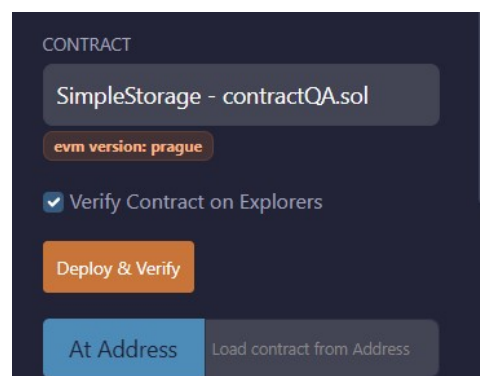 CONTRACT
SimpleStorage - contractQA.sol
evm version: prague
Verify Contract on Explorers
Deploy & Verify
At Address Load contract from Address